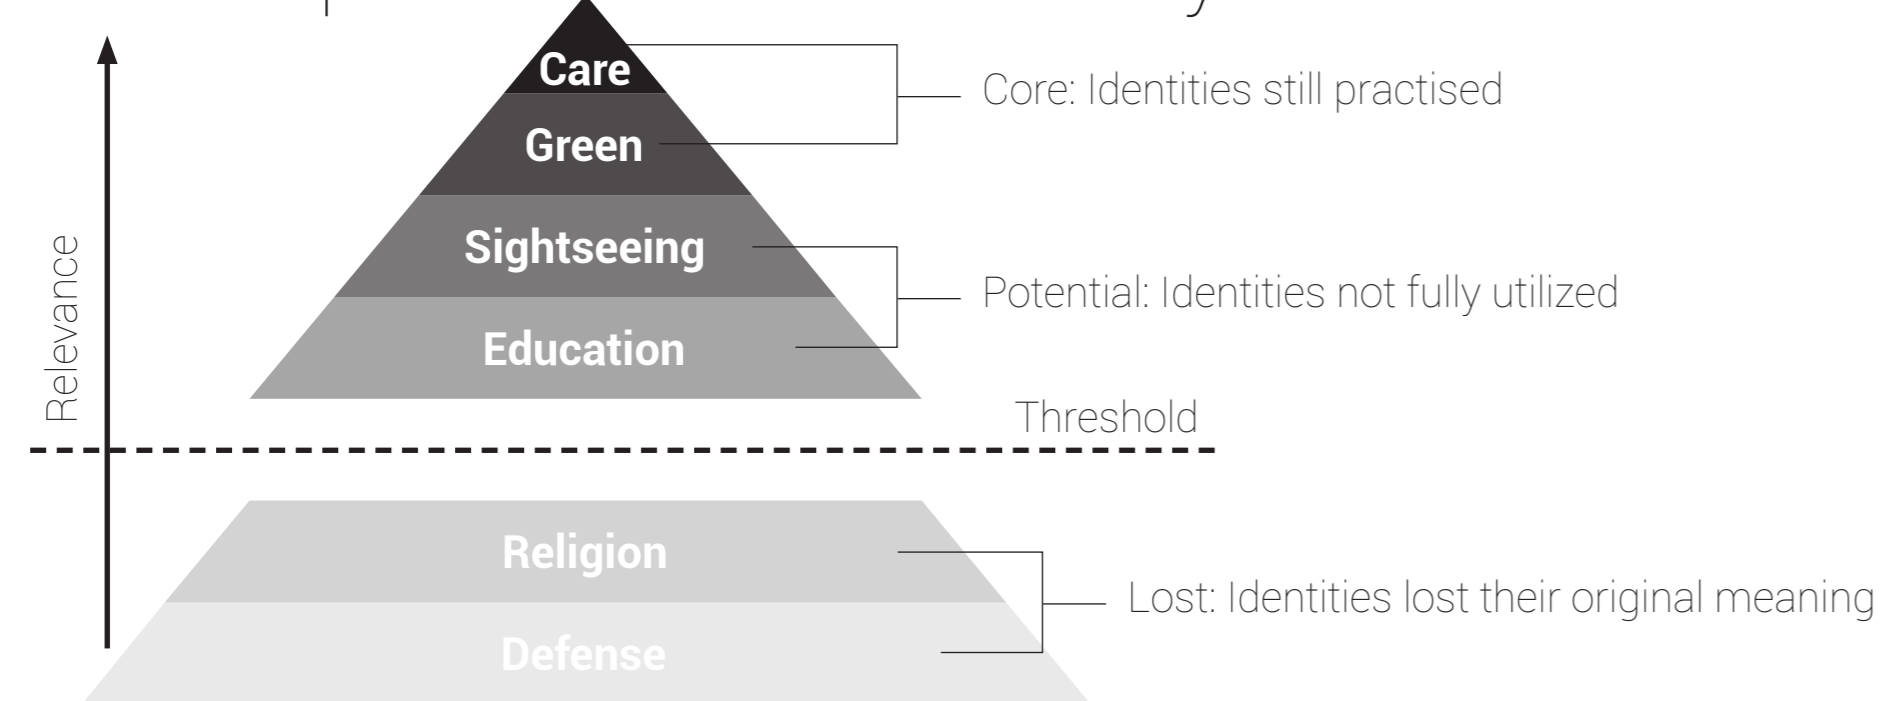 Care
Core: Identities still practised
Green
Sightseeing
Potential: Identities not fully utilized
Education
Relevance
Threshold
Religion
Lost: Identities lost their original meaning
Defense